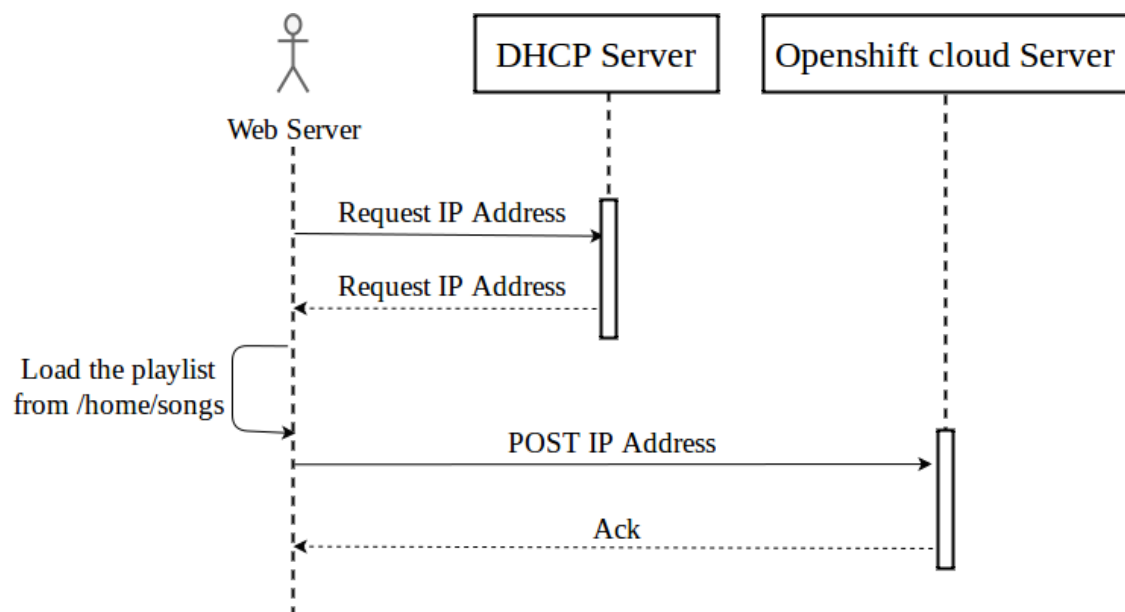 DHCP Server
Openshift cloud Server
Web Server
Request IP Address
Request IP Address
Load the playlist
from /home/songs
POST IP Address
Ack